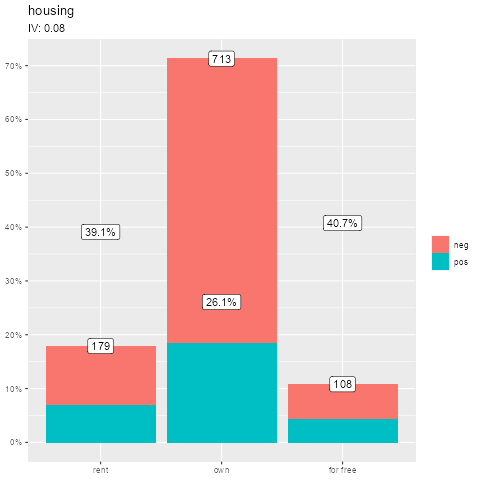 housing
IV: 0.08
70%
60%
50%
40%
30%
20%
10%
0%
713
39.1%
40.7%
26.1%
179
108
rent
own
for free
neg
pos